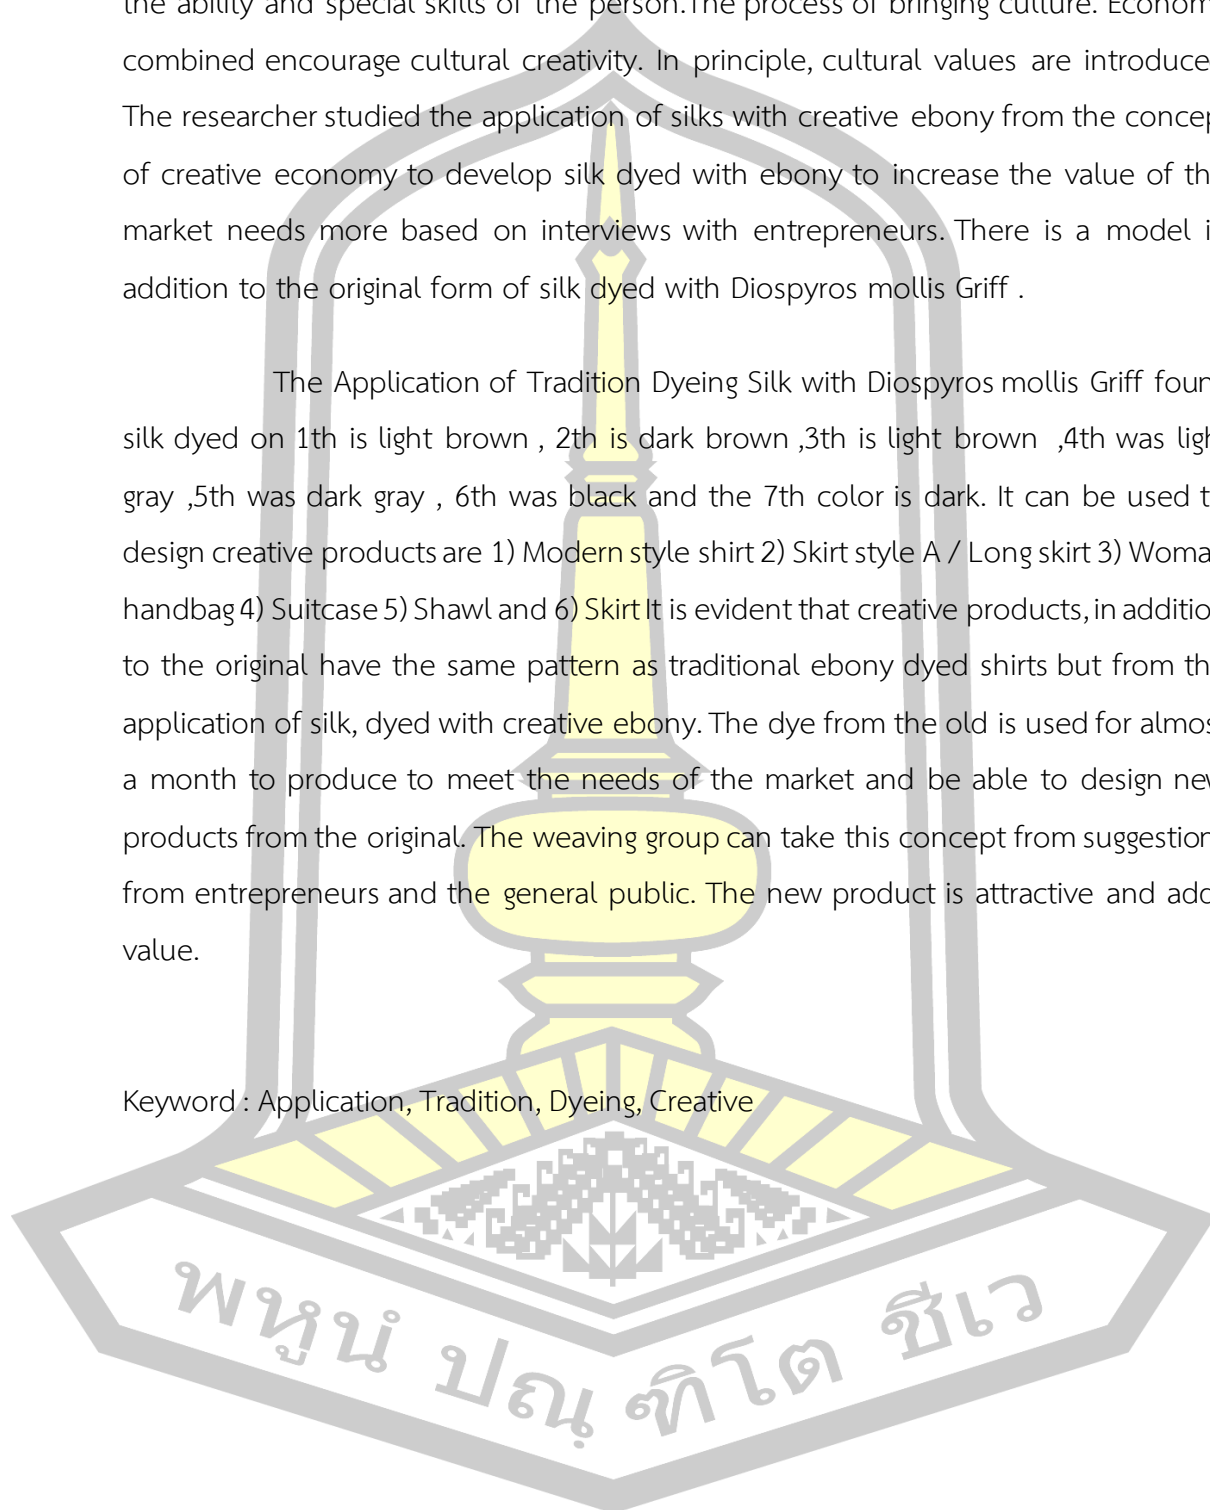 the ability and special skills of the person.The process of bringing culture. Econom
combined encourage cultural creativity. In principle, cultural values are introduce
The researcher studied the application of silks with creative ebony from the concep
of creative economy to develop silk dyed with ebony to increase the value of th
market needs more based on interviews with entrepreneurs. There is a model i
addition to the original form of silk dyed with Diospyros mollis Griff .
The Application of Tradition Dyeing Silk with Diospyros mollis Griff foun
silk dyed on 1th is light brown , 2th is dark brown ,3th is light brown ,4th was ligh
gray ,5th was dark gray , 6th was black and the 7th color is dark. It can be used t
design creative products are 1) Modern style shirt 2) Skirt style A / Long skirt 3) Woma
handbag 4) Suitcase 5) Shawl and 6) Skirt It is evident that creative products, in additio
to the original have the same pattern as traditional ebony dyed shirts but from th
application of silk, dyed with creative ebony. The dye from the old is used for almos
a month to produce to meet the needs of the market and be able to design new
products from the original. The weaving group can take this concept from suggestion
from entrepreneurs and the general public. The new product is attractive and add
value.
Keyword : Application, Tradition, Dyeing, Creative
พหูนํ ปณฺฑิโต ชีเว